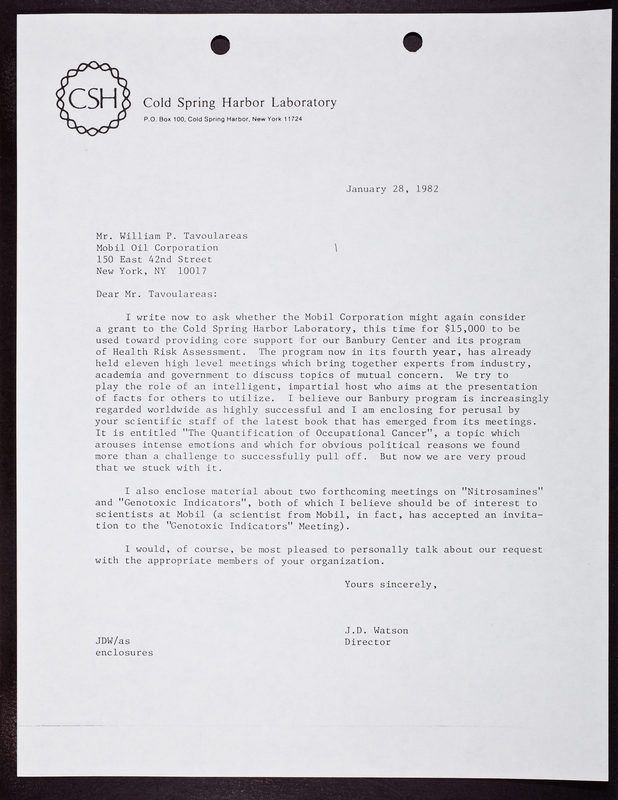 CSH
Cold Spring Harbor Laboratory
P.O. Box 100, Cold Spring Harbor, New York 11724
January 28, 1982
Mr. William P. Tavoulareas
Mobil Oil Corporation
150 East 42nd Street
New York, NY 10017
Dear Mr. Tavoulareas:
I write now to ask whether the Mobil Corporation might again consider
a grant to the Cold Spring Harbor Laboratory, this time for $15,000 to be
used toward providing core support for our Banbury Center and its program
of Health Risk Assessment. The program now in its fourth year, has already
held eleven high level meetings which bring together experts from industry,
academia and government to discuss topics of mutual concern. We try to
play the role of an intelligent, impartial host who aims at the presentation
of facts for others to utilize. I believe our Banbury program is increasingly
regarded worldwide as highly successful and I am enclosing for perusal by
your scientific staff of the latest book that has emerged from its meetings.
It is entitled "The Quantification of Occupational Cancer", a topic which
arouses intense emotions and which for obvious political reasons we found
more than a challenge to successfully pull off. But now we are very proud
that we stuck with it.
I also enclose material about two forthcoming meetings on "Nitrosamines"
and "Genotoxic Indicators", both of which I believe should be of interest to
scientists at Mobil (a scientist from Mobil, in fact, has accepted an invita-
tion to the "Genotoxic Indicators" Meeting).
I would, of course, be most pleased to personally talk about our request
with the appropriate members of your organization.
Yours sincerely,
J.D. Watson
Director
JDW/as
enclosures